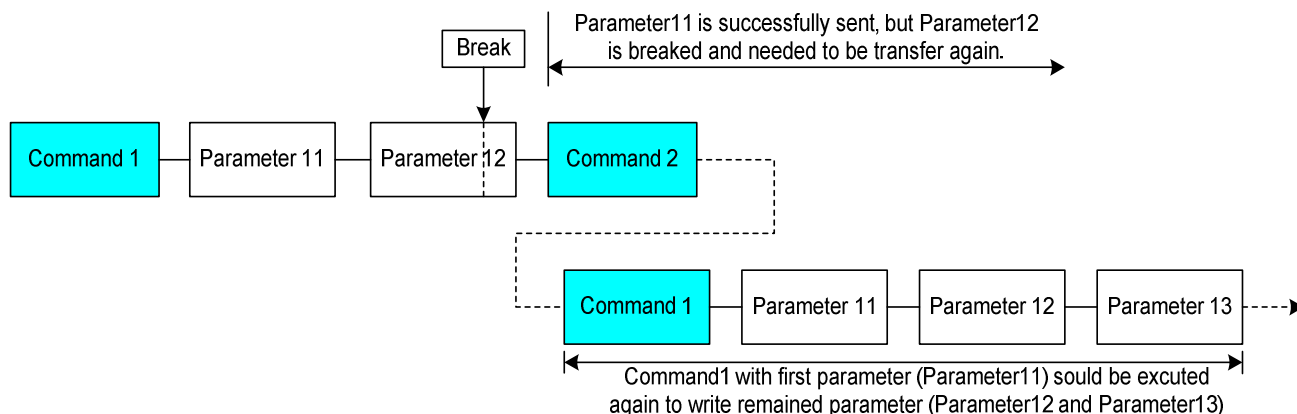 Parameter11 is successfully sent, but Parameter12
is breaked and needed to be transfer again.
Break
Command 1
Parameter 11
Parameter 12
Command 2
Command 1
Parameter 11
Parameter 12
Parameter 13
Command1 with first parameter (Parameter11) sould be excuted
again to write remained parameter (Parameter12 and Parameter13)